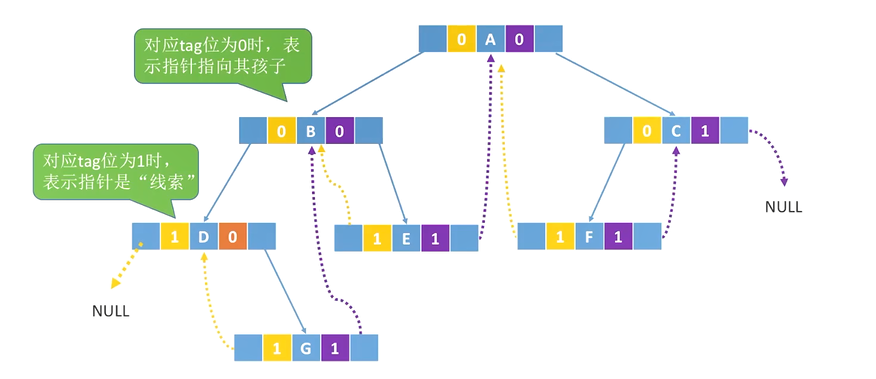 对应tag位为0时，表
示指针指向其孩子
0 A 0
0 B 0
0 C 1
对应tag位为1时，
表示指针是“线索”
NULL
1 D 0
1 E 1
1 F 1
NULL
1 G 1